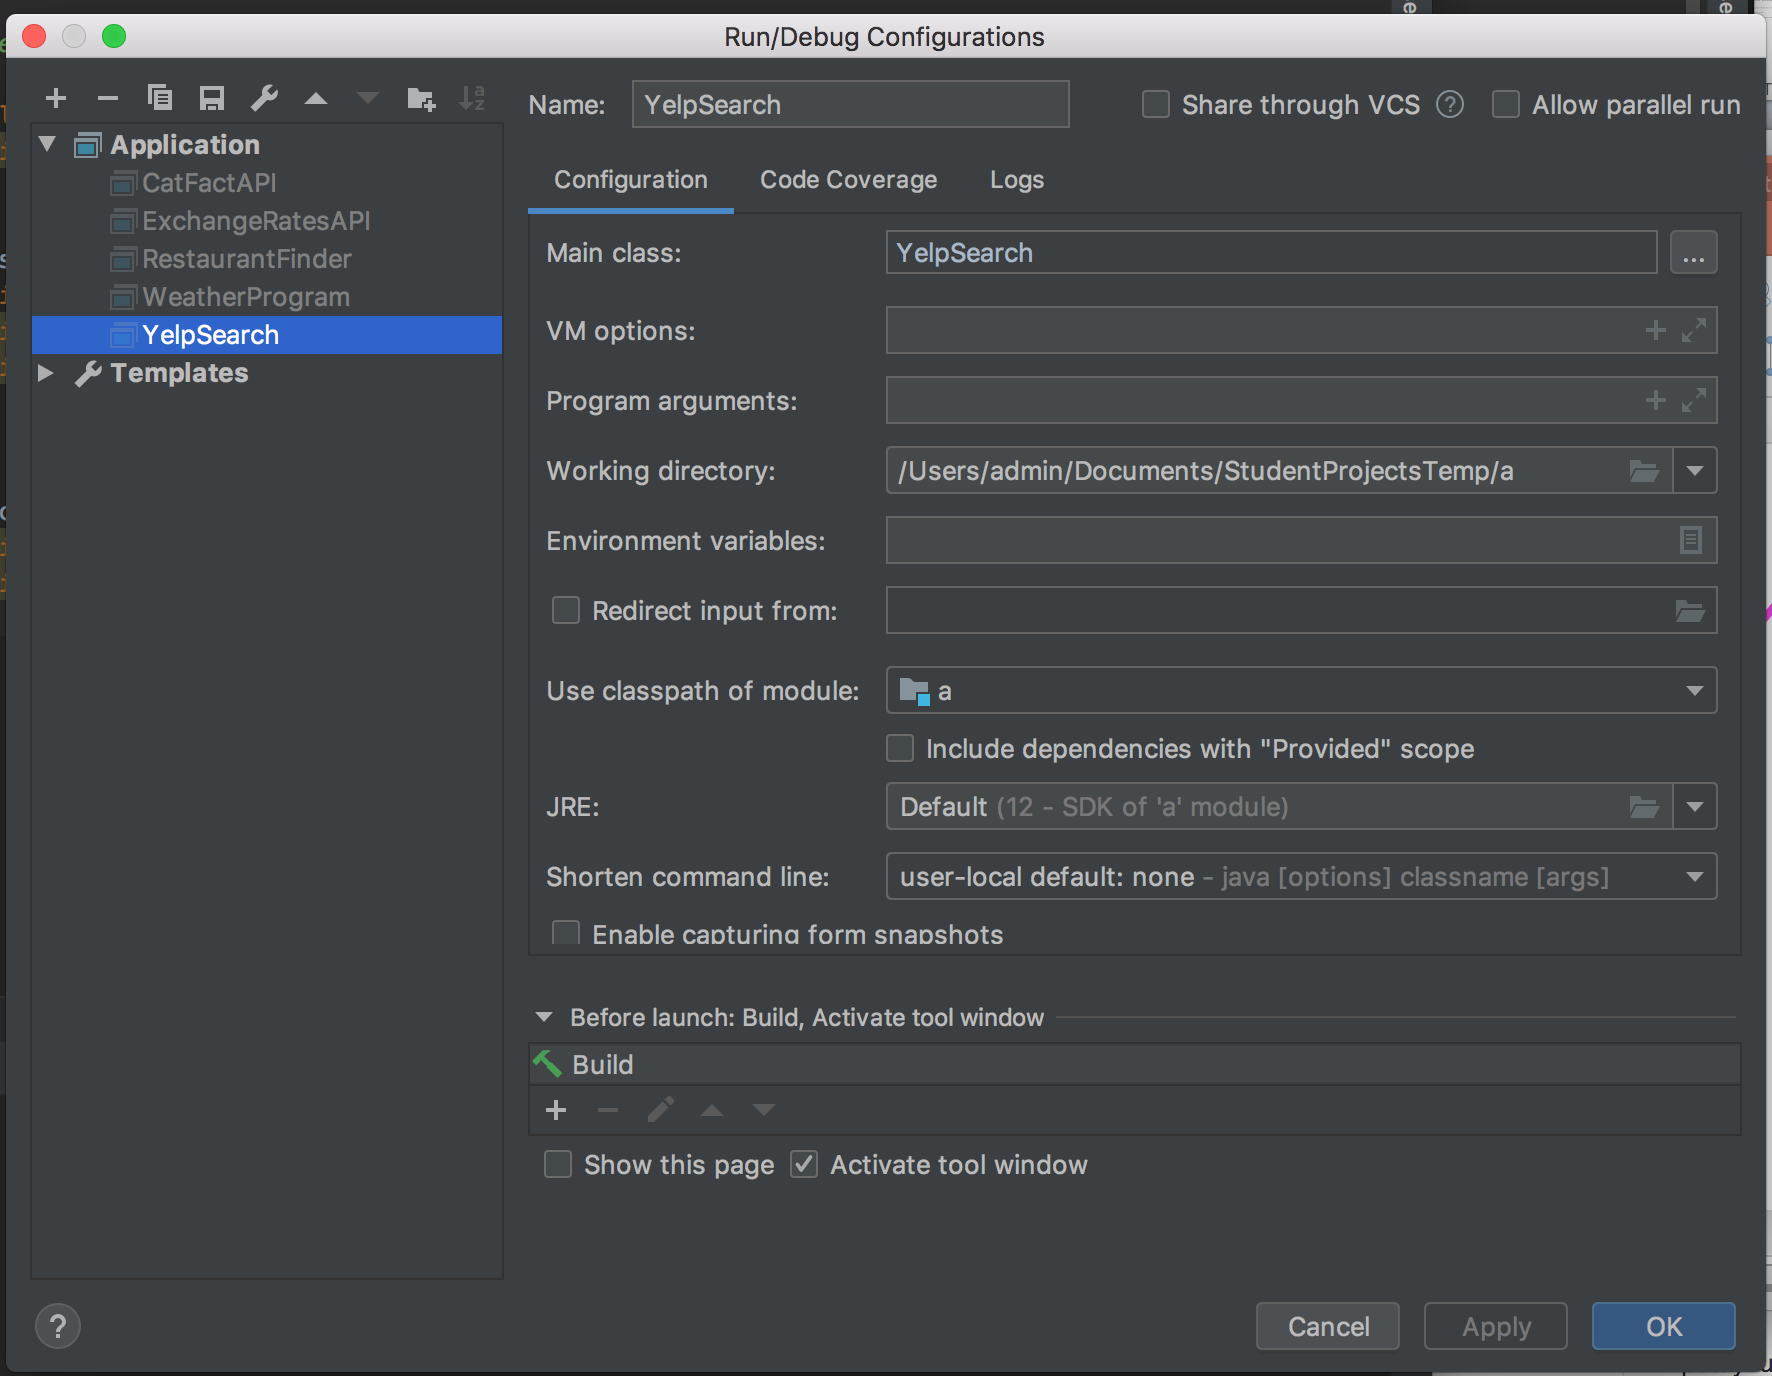 Run/Debug Configurations
Name: YelpSearch Share through VCS ? Allow parallel run
Application
CatFactAPI
ExchangeRatesAPI
RestaurantFinder
WeatherProgram
YelpSearch
Templates
Configuration Code Coverage Logs
Main class: YelpSearch ...
VM options:
Program arguments:
Working directory: /Users/admin/Documents/StudentProjectsTemp/a
Environment variables:
Redirect input from:
Use classpath of module: a
Include dependencies with "Provided" scope
JRE: Default (12 - SDK of 'a' module)
Shorten command line: user-local default: none - java [options] classname [args]
Enable capturing form snapshots
Before launch: Build, Activate tool window
Build
Show this page Activate tool window
? Cancel Apply OK